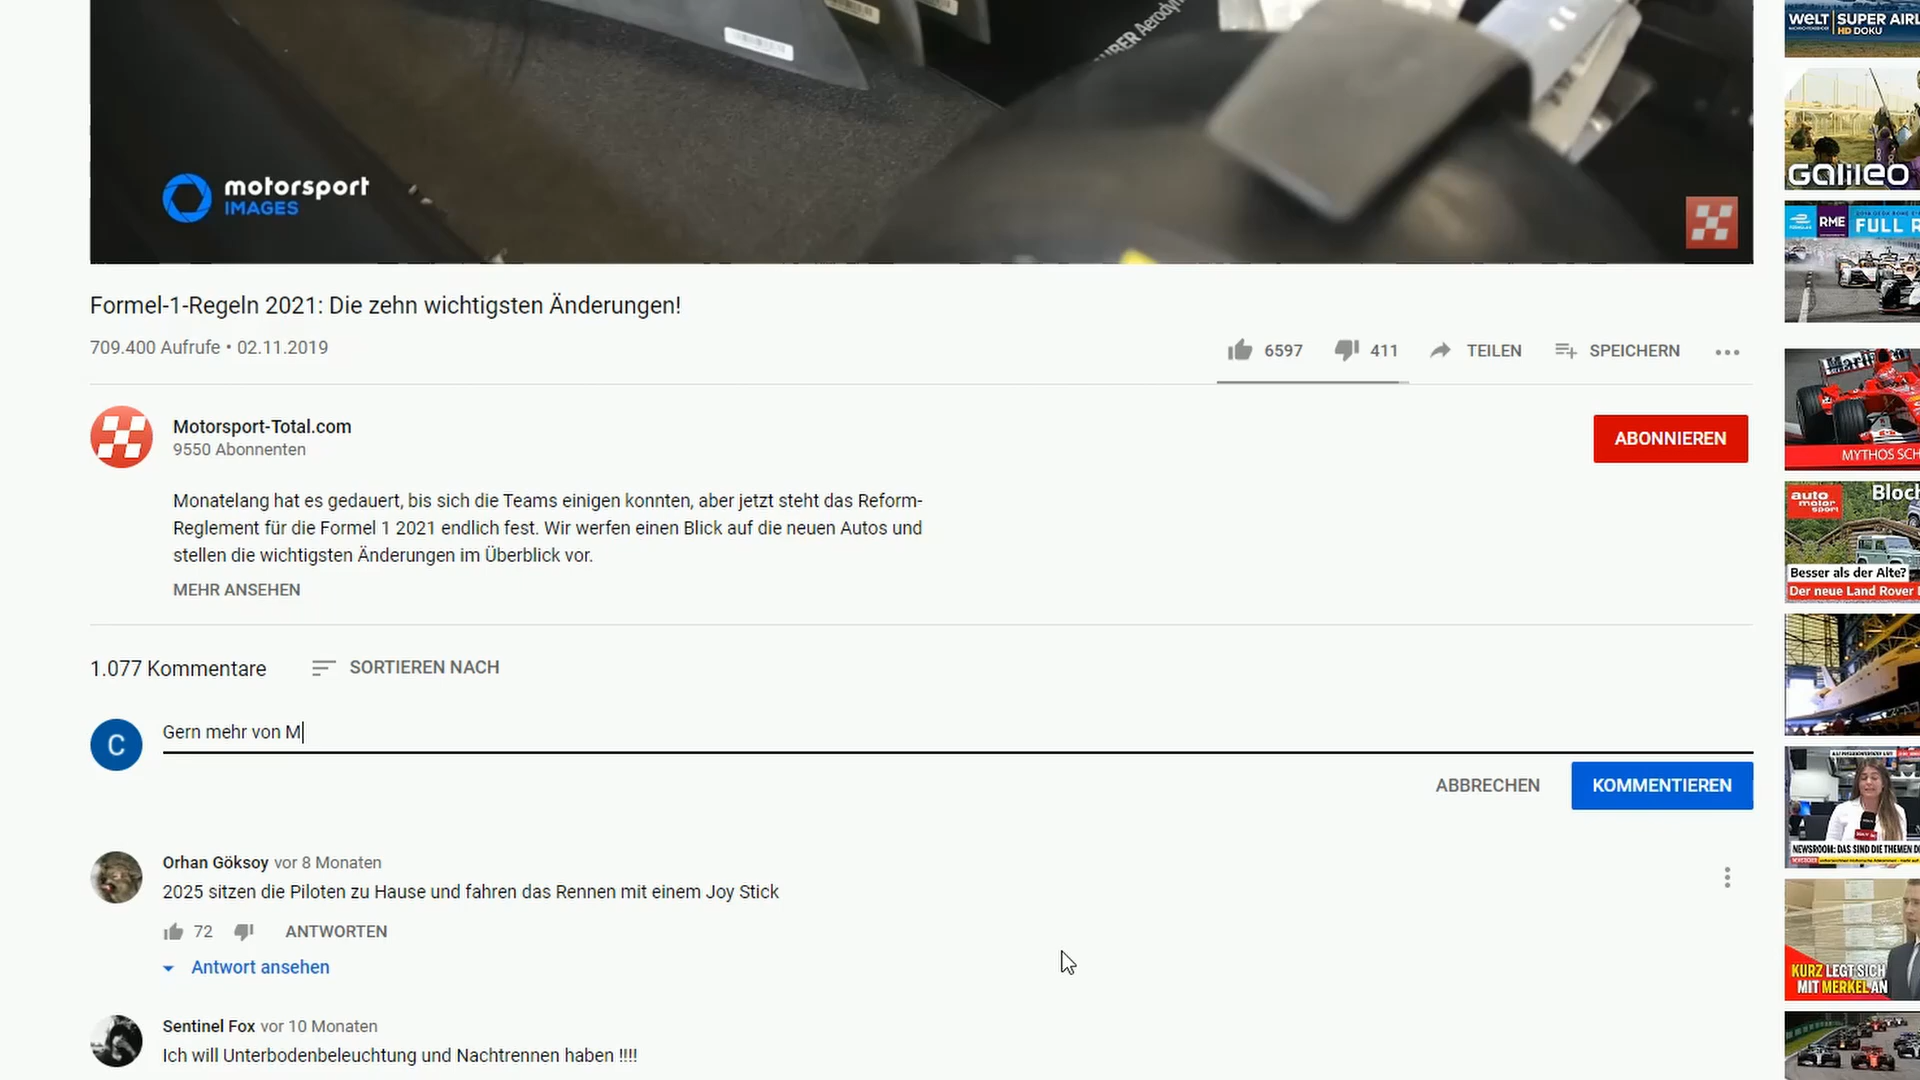 UBER Aerodyn
motorsport
IMAGES
Formel-1-Regeln 2021: Die zehn wichtigsten Änderungen!
709.400 Aufrufe • 02.11.2019
6597
411
TEILEN
SPEICHERN
Motorsport-Total.com
9550 Abonnenten
ABONNIEREN
Monatelang hat es gedauert, bis sich die Teams einigen konnten, aber jetzt steht das Reform-
Reglement für die Formel 1 2021 endlich fest. Wir werfen einen Blick auf die neuen Autos und
stellen die wichtigsten Änderungen im Überblick vor.
MEHR ANSEHEN
1.077 Kommentare
SORTIEREN NACH
C
Gern mehr von M
ABBRECHEN
KOMMENTIEREN
Orhan Göksoy vor 8 Monaten
2025 sitzen die Piloten zu Hause und fahren das Rennen mit einem Joy Stick
72
ANTWORTEN
Antwort ansehen
Sentinel Fox vor 10 Monaten
Ich will Unterbodenbeleuchtung und Nachtrennen haben !!!!
WELT SUPER AIRL
HD DOKU
Galileo
RME
FULL R
Marlb
MYTHOS SCH
auto motor sport
Bloch
Besser als der Alte?
Der neue Land Rover
NEWSROOM: DAS SIND DIE THEMEN D
KURZ LEGT SICH
MIT MERKEL AN